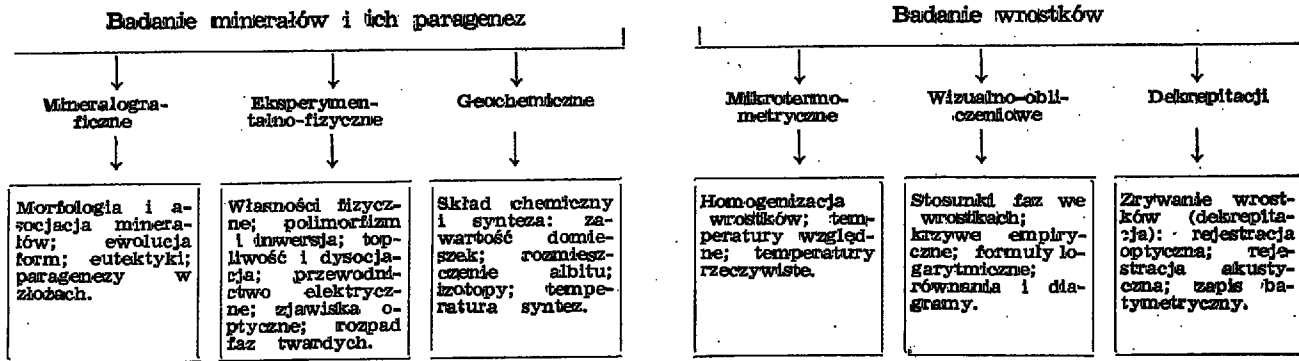 Badanie minerałów i ich paragenez
Mineralogra-
ficzne
Eksperymen-
talno-fizyczne
Geochemiczne
Morfologia i a-
socjacja minera-
łów; ewolucja
form; eutektyki;
paragenezy w
złożach.
Własności fizycz-
ne; polimorfizm
i inwersja; top-
liwość i dysocja-
cja; przewodni-
ctwo elektrycz-
ne; zjawiska o-
ptyczne; rozpad
faz twardych.
Skład chemiczny
i synteza: za-
wartość domie-
szek; rozmiesz-
czenie albitu;
izotopy; tempe-
ratura syntez.
Badanie wrostków
Mikrotermo-
metryczne
Wizualno-obli-
czeniowe
Dekrepitacji
Homogenizacja
wrostków; tem-
peratury względ-
ne; temperatury
rzeczywiste.
Stosunki faz we
wrostkach;
krzywe empiry-
czne; formuły lo-
garytmiczne;
równania i dia-
gramy.
Zrywanie wrost-
ków (dekrepita-
cja): rejestracja
optyczna; reje-
stracja akusty-
czna; zapis ba-
tymetryczny.